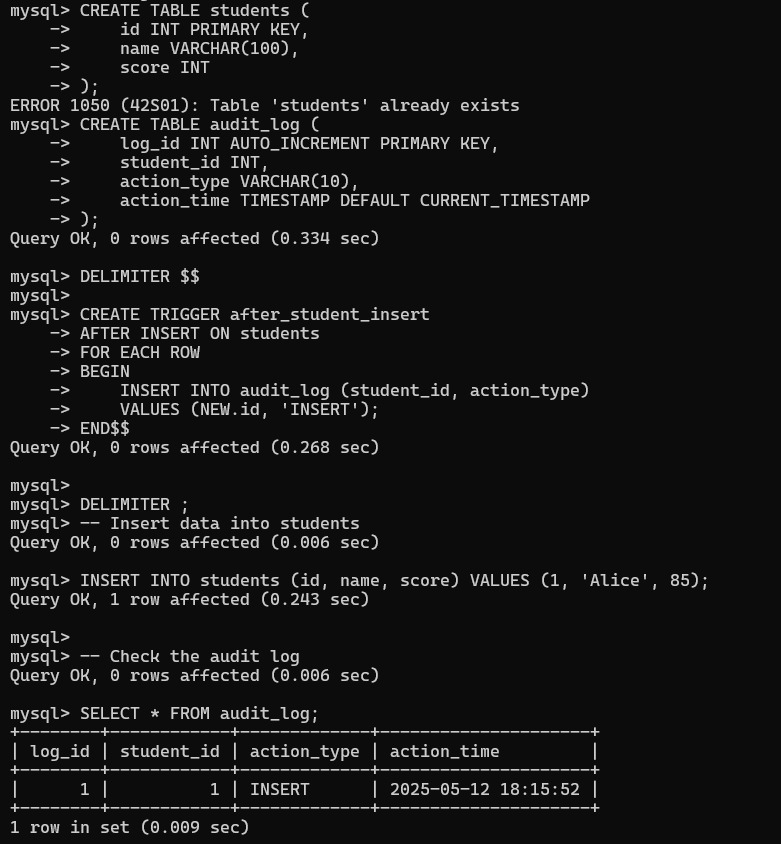 mysql> CREATE TABLE students (
    ->     id INT PRIMARY KEY,
    ->     name VARCHAR(100),
    ->     score INT
    -> );
ERROR 1050 (42S01): Table 'students' already exists
mysql> CREATE TABLE audit_log (
    ->     log_id INT AUTO_INCREMENT PRIMARY KEY,
    ->     student_id INT,
    ->     action_type VARCHAR(10),
    ->     action_time TIMESTAMP DEFAULT CURRENT_TIMESTAMP
    -> );
Query OK, 0 rows affected (0.334 sec)

mysql> DELIMITER $$
mysql>
mysql> CREATE TRIGGER after_student_insert
    -> AFTER INSERT ON students
    -> FOR EACH ROW
    -> BEGIN
    ->     INSERT INTO audit_log (student_id, action_type)
    ->     VALUES (NEW.id, 'INSERT');
    -> END$$
Query OK, 0 rows affected (0.268 sec)

mysql>
mysql> DELIMITER ;
mysql> -- Insert data into students
Query OK, 0 rows affected (0.006 sec)

mysql> INSERT INTO students (id, name, score) VALUES (1, 'Alice', 85);
Query OK, 1 row affected (0.243 sec)

mysql>
mysql> -- Check the audit log
Query OK, 0 rows affected (0.006 sec)

mysql> SELECT * FROM audit_log;
+--------+------------+-------------+---------------------+
| log_id | student_id | action_type | action_time         |
+--------+------------+-------------+---------------------+
|      1 |          1 | INSERT      | 2025-05-12 18:15:52 |
+--------+------------+-------------+---------------------+
1 row in set (0.009 sec)